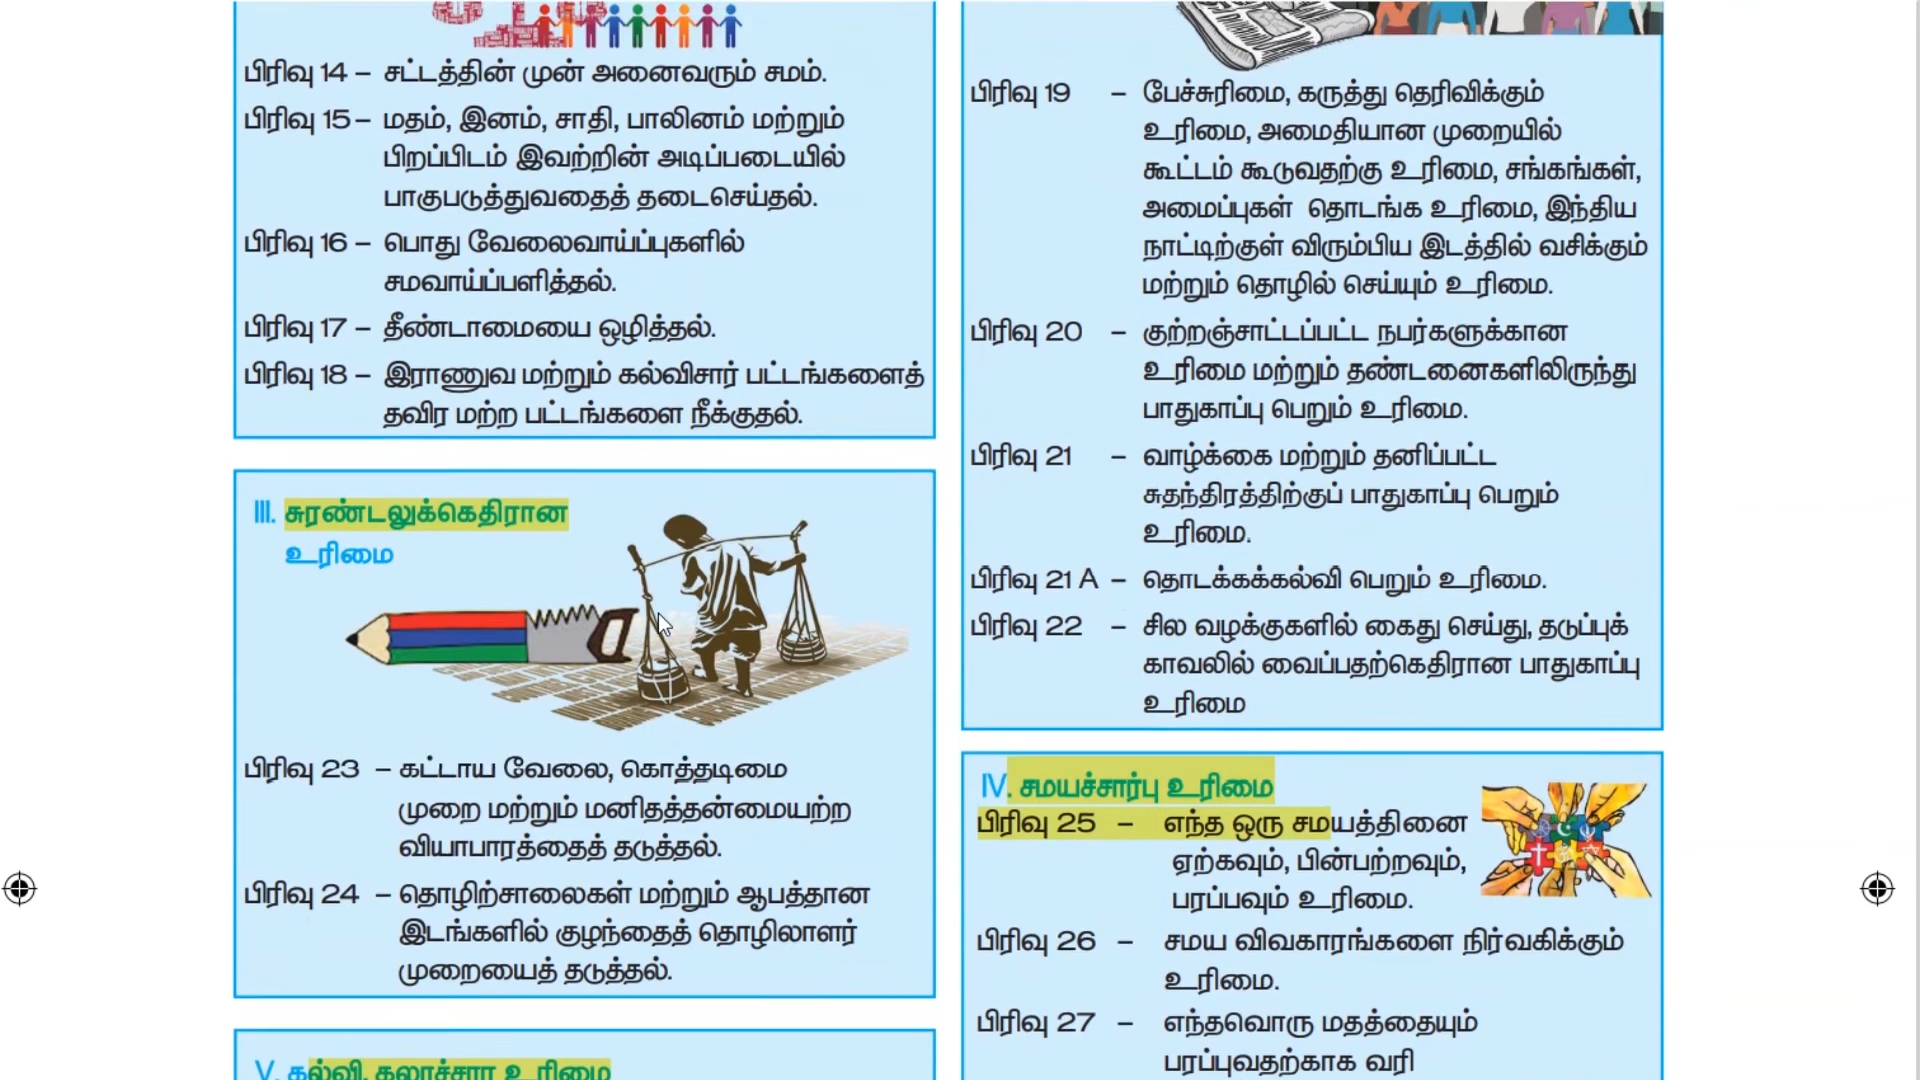 பிரிவு 14 – சட்டத்தின் முன் அனைவரும் சமம்.
பிரிவு 15 – மதம், இனம், சாதி, பாலினம் மற்றும்
பிறப்பிடம் இவற்றின் அடிப்படையில்
பாகுபடுத்துவதைத் தடைசெய்தல்.
பிரிவு 16 – பொது வேலைவாய்ப்புகளில்
சமவாய்ப்பளித்தல்.
பிரிவு 17 – தீண்டாமையை ஒழித்தல்.
பிரிவு 18 – இராணுவ மற்றும் கல்விசார் பட்டங்களைத்
தவிர மற்ற பட்டங்களை நீக்குதல்.
III. சுரண்டலுக்கெதிரான
உரிமை
பிரிவு 23 – கட்டாய வேலை, கொத்தடிமை
முறை மற்றும் மனிதத்தன்மையற்ற
வியாபாரத்தைத் தடுத்தல்.
பிரிவு 24 – தொழிற்சாலைகள் மற்றும் ஆபத்தான
இடங்களில் குழந்தைத் தொழிலாளர்
முறையைத் தடுத்தல்.
V. கல்வி, கலாச்சார உரிமை
பிரிவு 19 – பேச்சுரிமை, கருத்து தெரிவிக்கும்
உரிமை, அமைதியான முறையில்
கூட்டம் கூடுவதற்கு உரிமை, சங்கங்கள்,
அமைப்புகள் தொடங்க உரிமை, இந்திய
நாட்டிற்குள் விரும்பிய இடத்தில் வசிக்கும்
மற்றும் தொழில் செய்யும் உரிமை.
பிரிவு 20 – குற்றஞ்சாட்டப்பட்ட நபர்களுக்கான
உரிமை மற்றும் தண்டனைகளிலிருந்து
பாதுகாப்பு பெறும் உரிமை.
பிரிவு 21 – வாழ்க்கை மற்றும் தனிப்பட்ட
சுதந்திரத்திற்குப் பாதுகாப்பு பெறும்
உரிமை.
பிரிவு 21 A – தொடக்கக்கல்வி பெறும் உரிமை.
பிரிவு 22 – சில வழக்குகளில் கைது செய்து, தடுப்புக்
காவலில் வைப்பதற்கெதிரான பாதுகாப்பு
உரிமை
IV. சமயச்சார்பு உரிமை
பிரிவு 25 – எந்த ஒரு சமயத்தினை
ஏற்கவும், பின்பற்றவும்,
பரப்பவும் உரிமை.
பிரிவு 26 – சமய விவகாரங்களை நிர்வகிக்கும்
உரிமை.
பிரிவு 27 – எந்தவொரு மதத்தையும்
பரப்புவதற்காக வரி